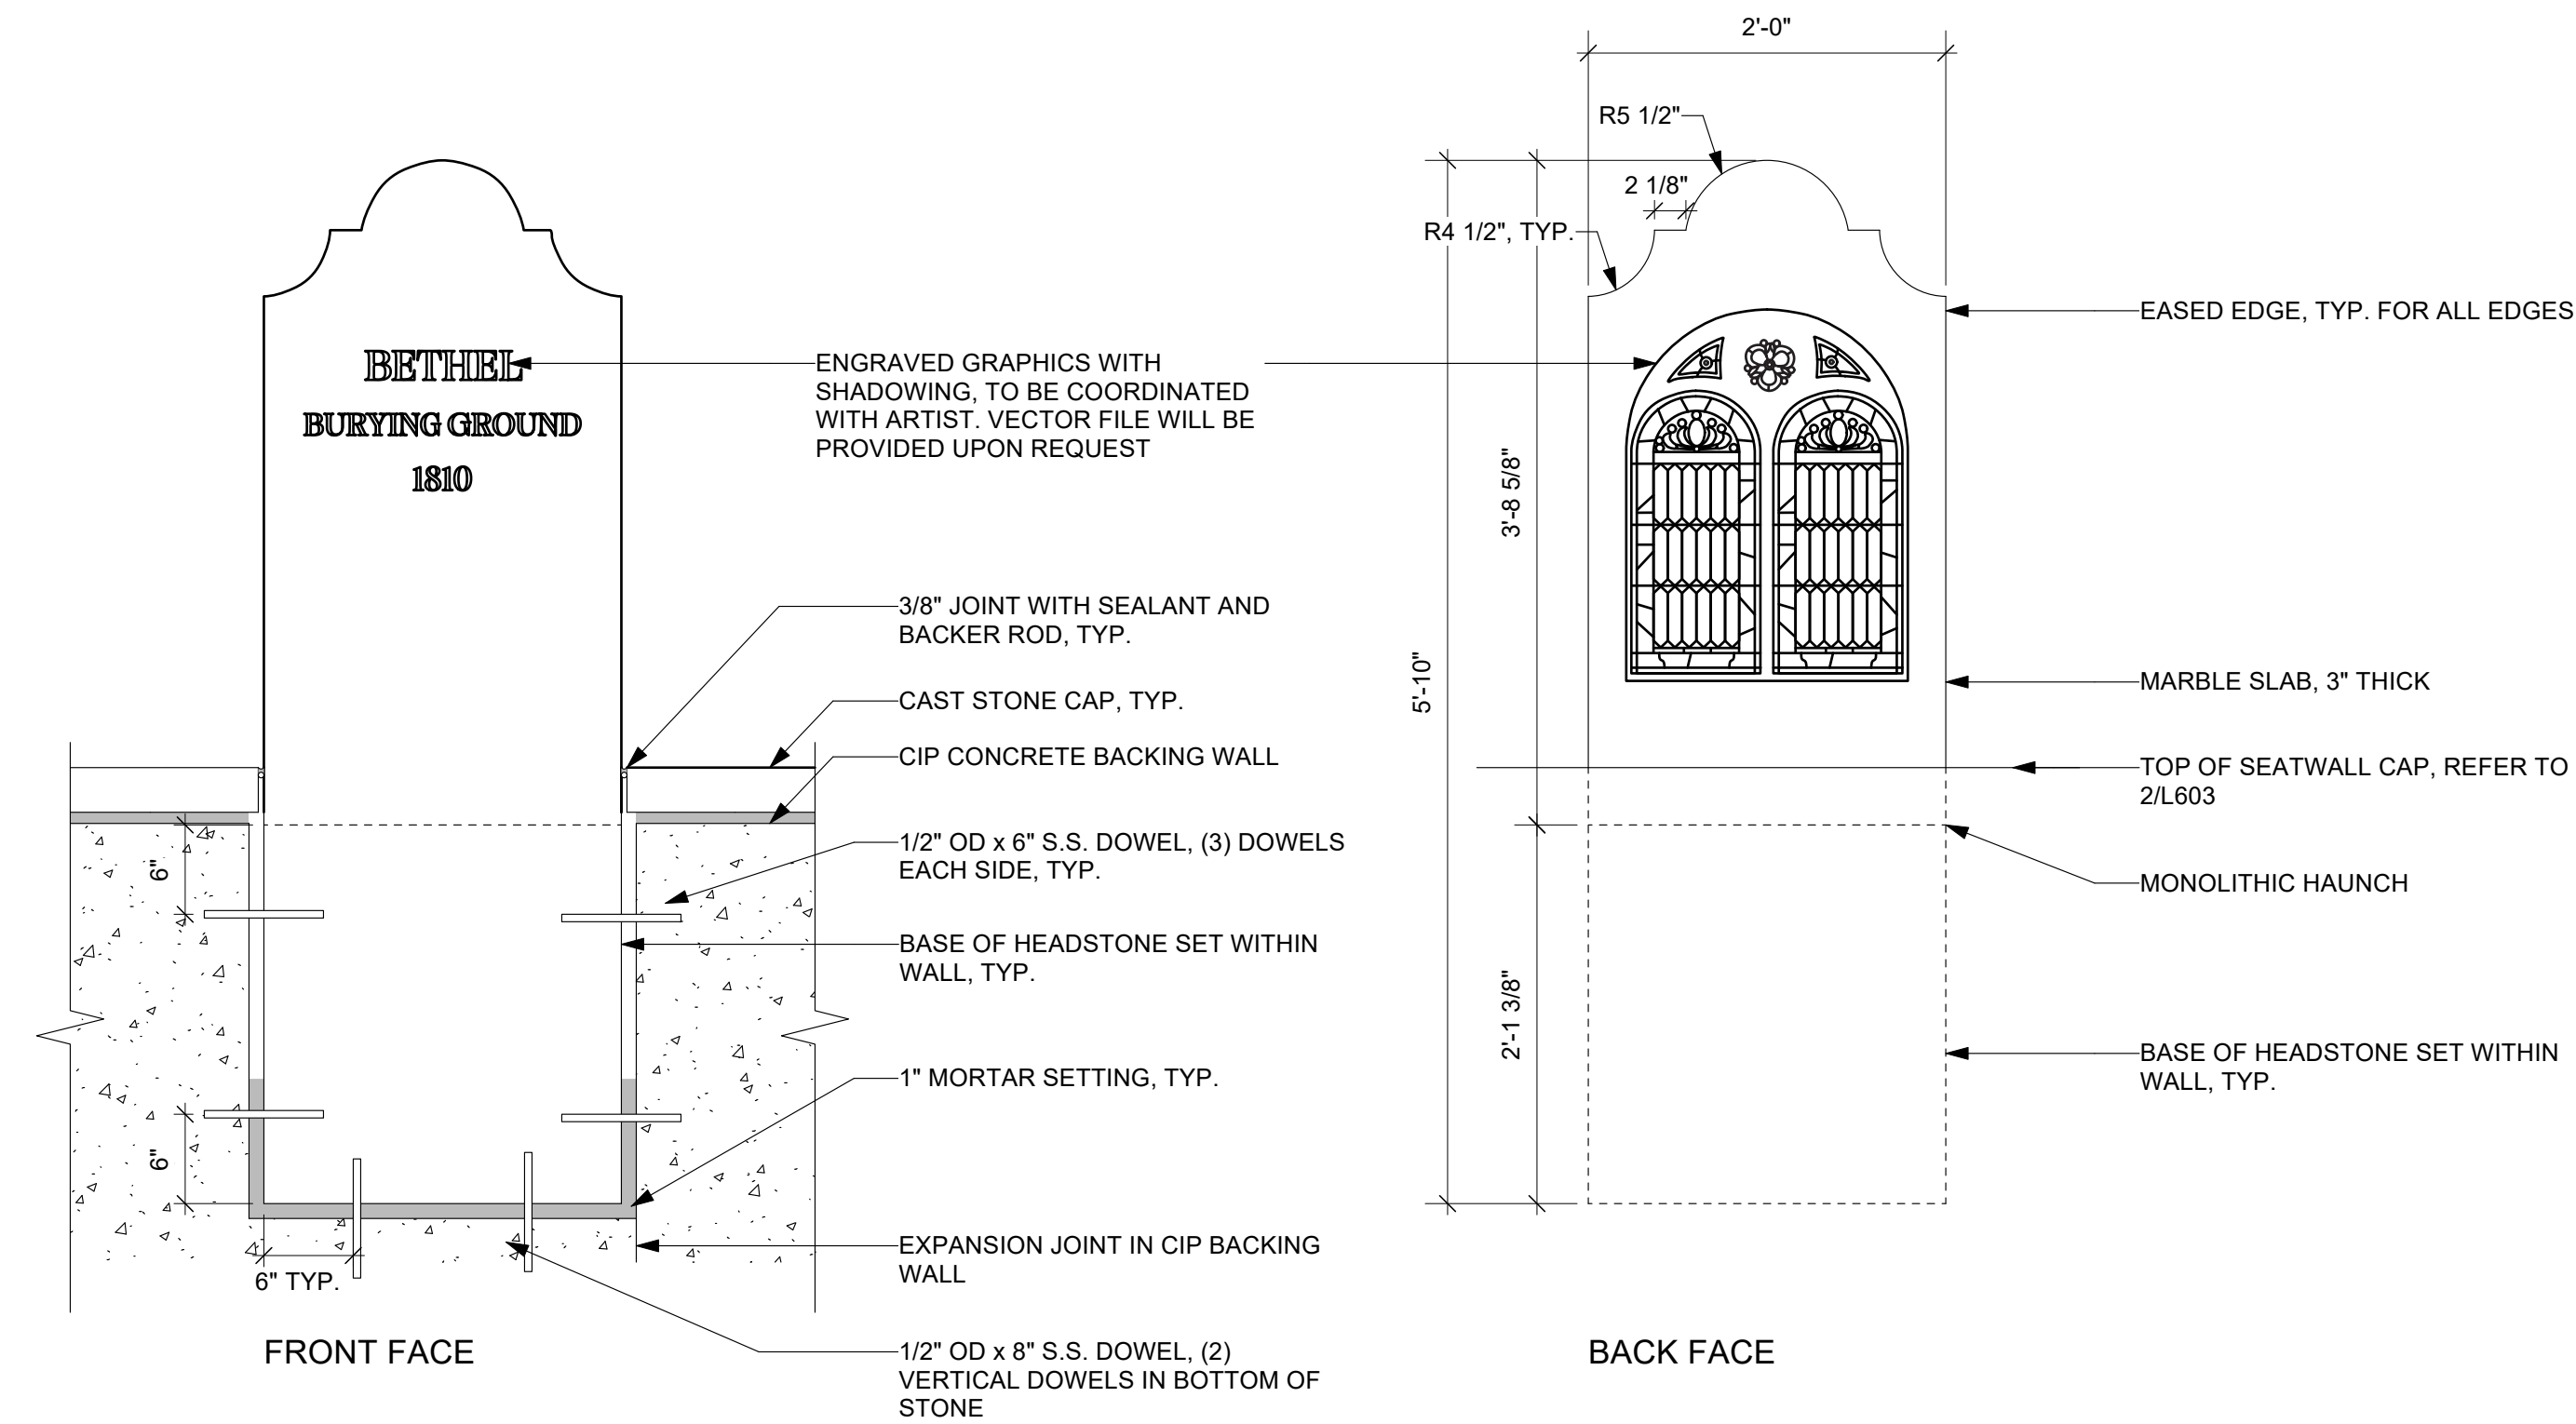 BETHEL
BURYING GROUND
1810
ENGRAVED GRAPHICS WITH
SHADOWING, TO BE COORDINATED
WITH ARTIST. VECTOR FILE WILL BE
PROVIDED UPON REQUEST
3/8" JOINT WITH SEALANT AND
BACKER ROD, TYP.
CAST STONE CAP, TYP.
CIP CONCRETE BACKING WALL
1/2" OD x 6" S.S. DOWEL, (3) DOWELS
EACH SIDE, TYP.
BASE OF HEADSTONE SET WITHIN
WALL, TYP.
1" MORTAR SETTING, TYP.
EXPANSION JOINT IN CIP BACKING
WALL
1/2" OD x 8" S.S. DOWEL, (2)
VERTICAL DOWELS IN BOTTOM OF
STONE
6"
6"
6" TYP.
FRONT FACE
2'-0"
R5 1/2"
2 1/8"
R4 1/2", TYP.
3'-8 5/8"
5'-10"
2'-1 3/8"
EASED EDGE, TYP. FOR ALL EDGES
MARBLE SLAB, 3" THICK
TOP OF SEATWALL CAP, REFER TO
2/L603
MONOLITHIC HAUNCH
BASE OF HEADSTONE SET WITHIN
WALL, TYP.
BACK FACE